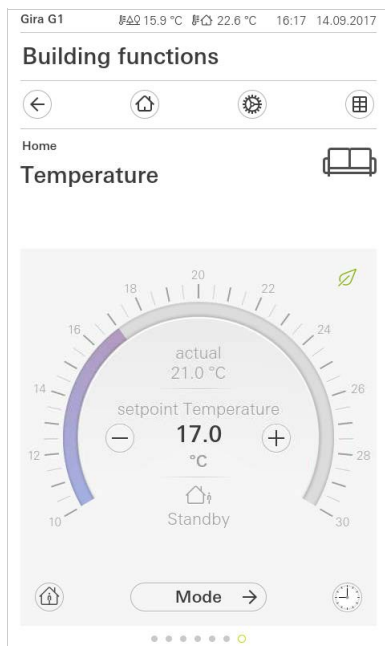 Gira G1 15.9 °C 22.6 °C 16:17 14.09.2017
Building functions
Home
Temperature
20
18 22
16 24
actual
21.0 °C
14 26
setpoint Temperature
− 17.0 +
12 28
°C
Standby
10 30
Mode →